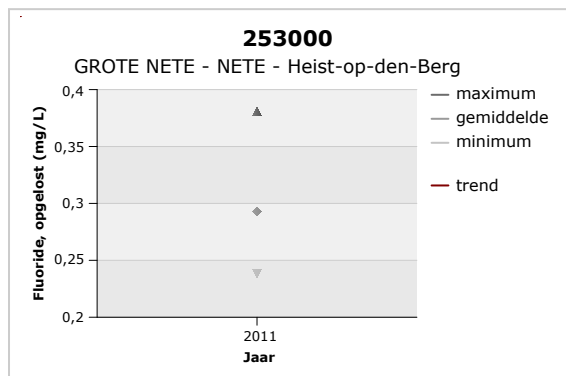 253000
GROTE NETE - NETE - Heist-op-den-Berg
Fluoride, opgelost (mg/L)
0,4
0,35
0,3
0,25
0,2
2011
Jaar
maximum
gemiddelde
minimum
trend